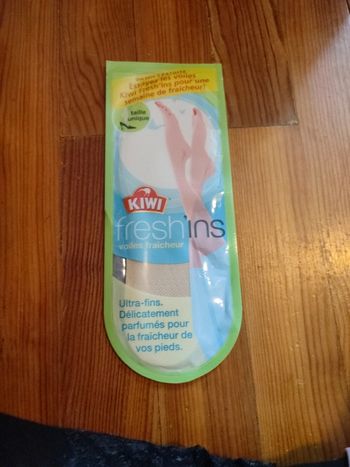 Essayez les voiles
Kiwi Fresh'ins pour une
semaine de fraîcheur!
taille
unique
KIWI
fresh'ins
voiles fraîcheur
Ultra-fins.
Délicatement
parfumés pour
la fraîcheur de
vos pieds.